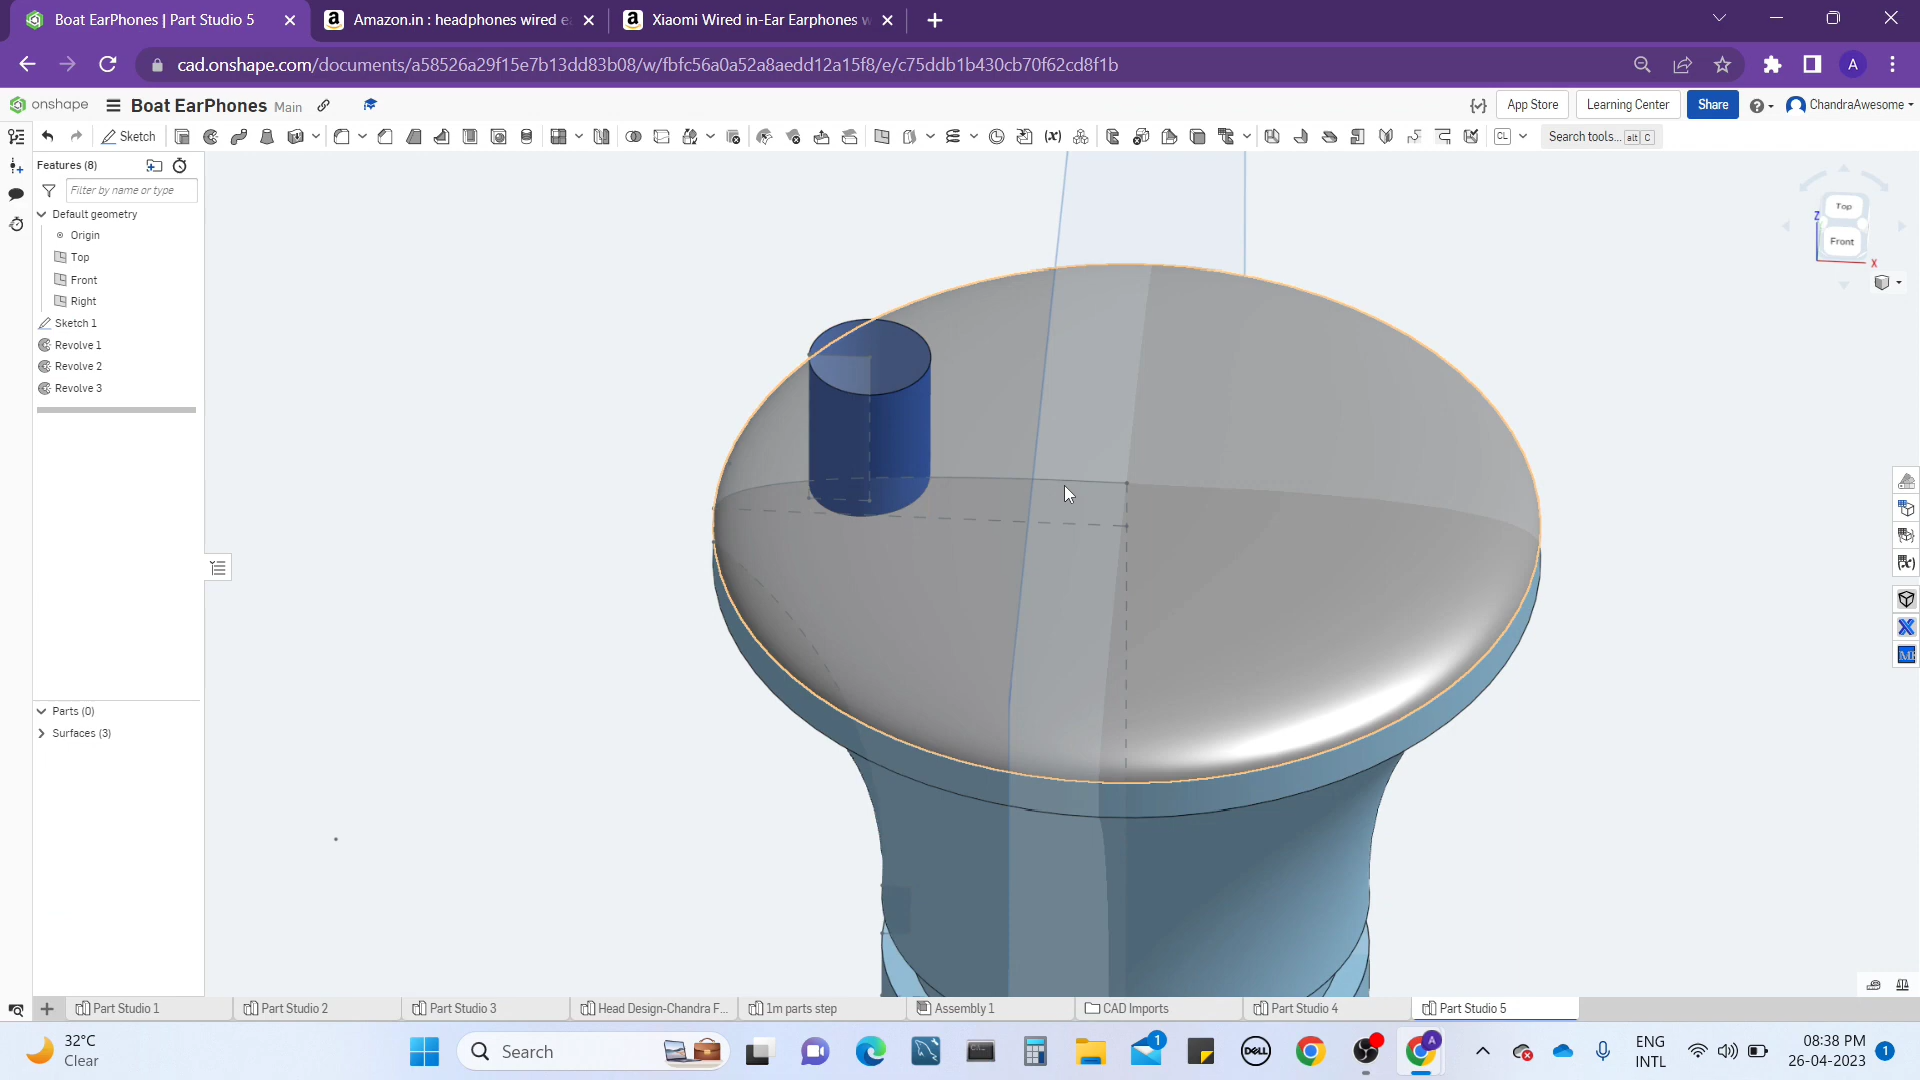 Boat EarPhones | Part Studio 5
Amazon.in : headphones wired e
Xiaomi Wired in-Ear Earphones w
cad.onshape.com/documents/a58526a29f15e7b13dd83b08/w/fbfc56a0a52a8aedd12a15f8/e/c75ddb1b430cb70f62cd8f1b
A
onshape
Boat EarPhones
Main
App Store
Learning Center
Share
ChandraAwesome
Sketch
CL
Search tools...
alt
C
Features (8)
Filter by name or type
Default geometry
Origin
Top
Front
Right
Sketch 1
Revolve 1
Revolve 2
Revolve 3
Parts (0)
Surfaces (3)
Top
Front
Z
X
Part Studio 1
Part Studio 2
Part Studio 3
Head Design-Chandra F...
1m parts step
Assembly 1
CAD Imports
Part Studio 4
Part Studio 5
32°C
Clear
Search
1
DELL
A
ENG
INTL
08:38 PM
26-04-2023
1